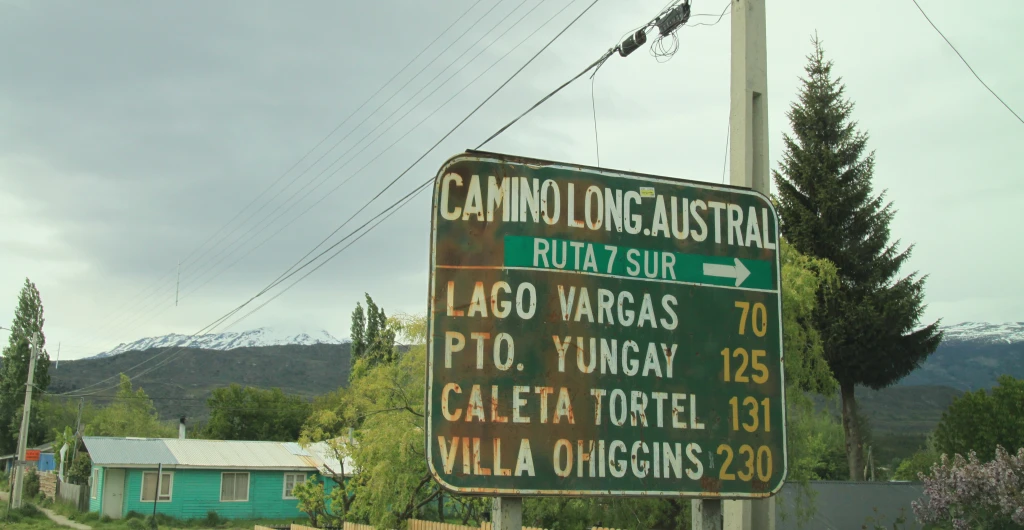 CAMINO LONG. AUSTRAL
RUTA 7 SUR
LAGO VARGAS 70
PTO. YUNGAY 125
CALETA TORTEL 131
VILLA OHIGGINS 230